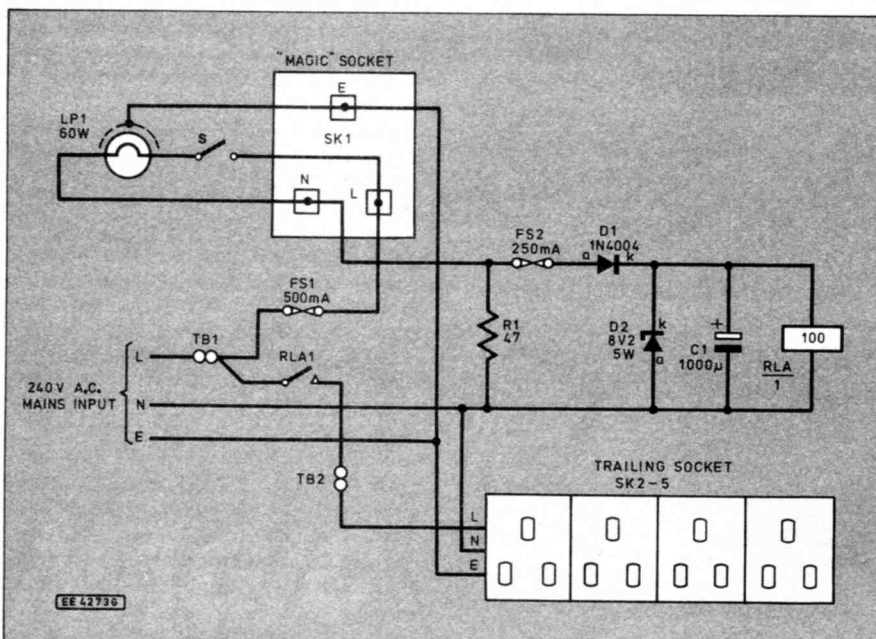 "MAGIC" SOCKET
E
LP1
60W
S
SK1
N
L
FS2
250mA
D1
1N4004
a
k
FS1
500mA
R1
47
D2
8V2
5W
k
a
+
C1
1000µ
100
RLA
1
TB1
L
RLA1
240V A.C.
MAINS INPUT
N
E
TB2
TRAILING SOCKET
SK2-5
L
N
E
EE 4273G